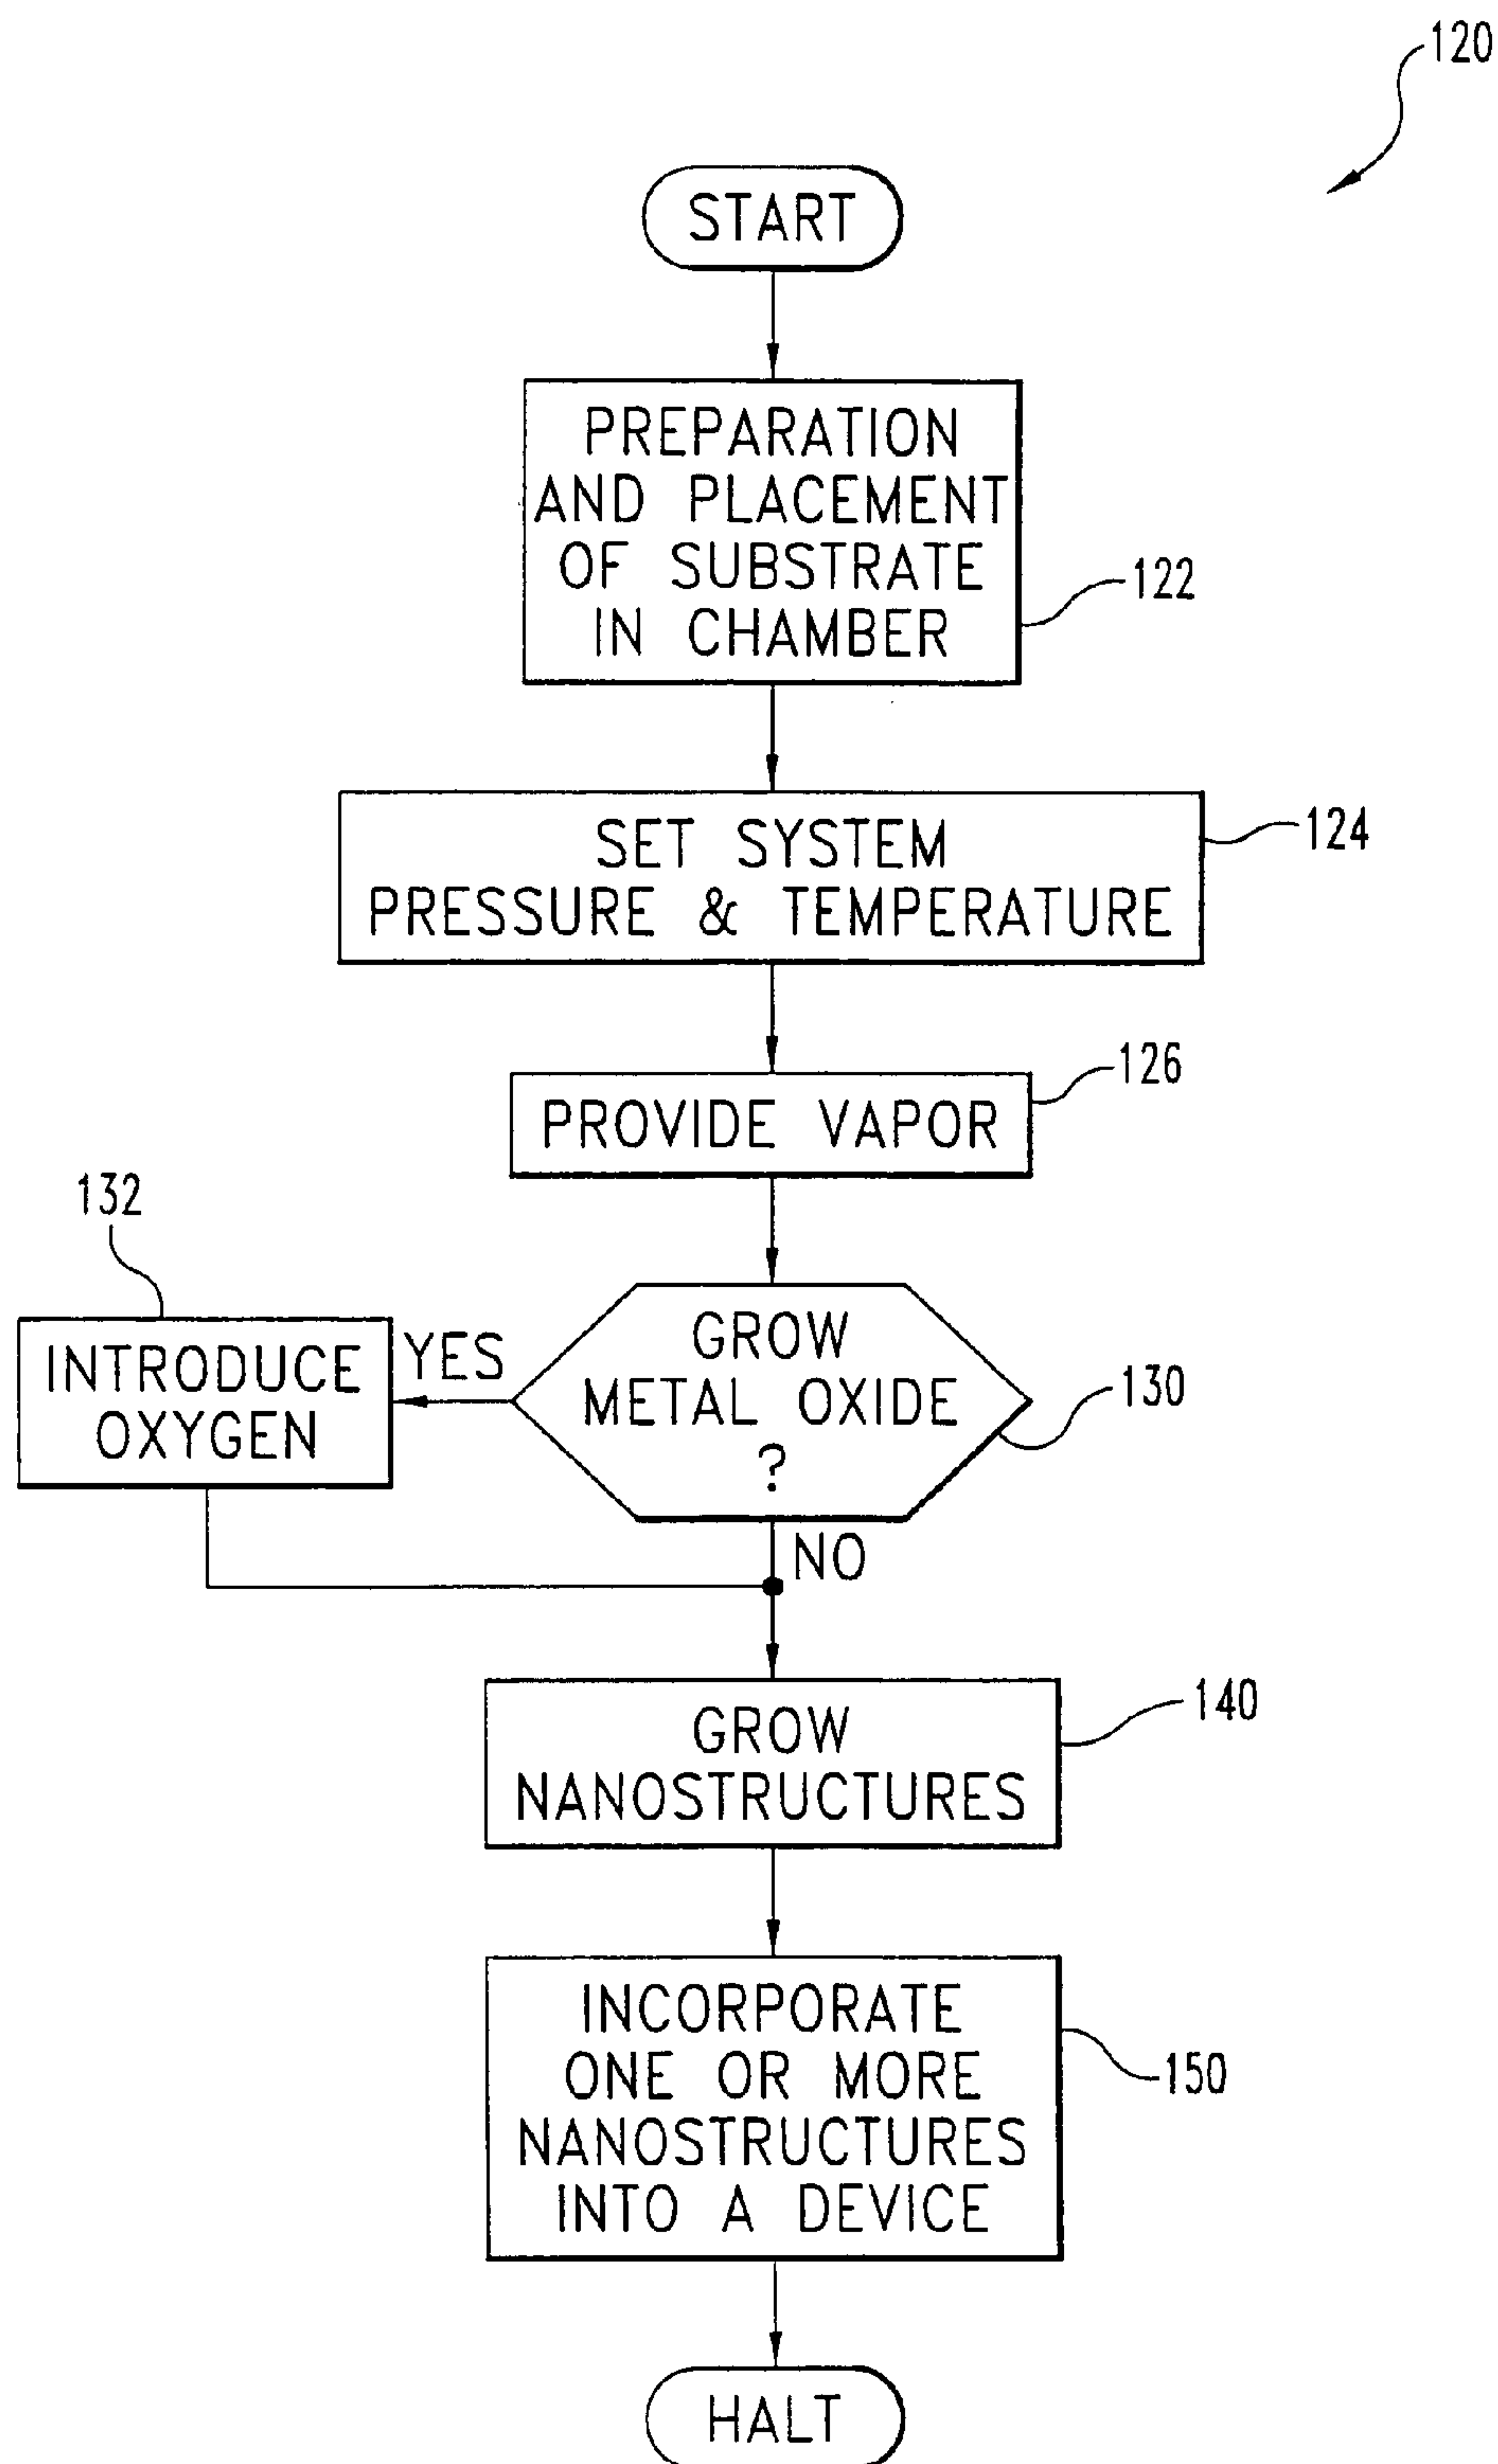 120
START
PREPARATION
AND PLACEMENT
OF SUBSTRATE
IN CHAMBER
122
SET SYSTEM
PRESSURE & TEMPERATURE
124
PROVIDE VAPOR
126
132
INTRODUCE
OXYGEN
YES
GROW
METAL OXIDE
?
130
NO
GROW
NANOSTRUCTURES
140
INCORPORATE
ONE OR MORE
NANOSTRUCTURES
INTO A DEVICE
150
HALT